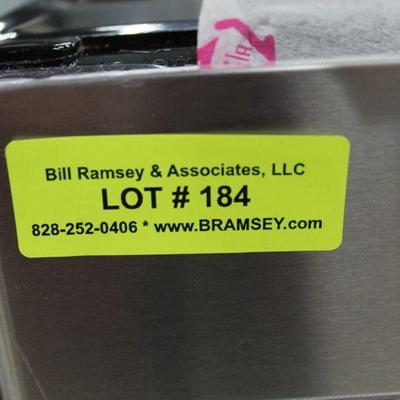 Bill Ramsey & Associates, LLC
LOT # 184
828-252-0406 * www.BRAMSEY.com